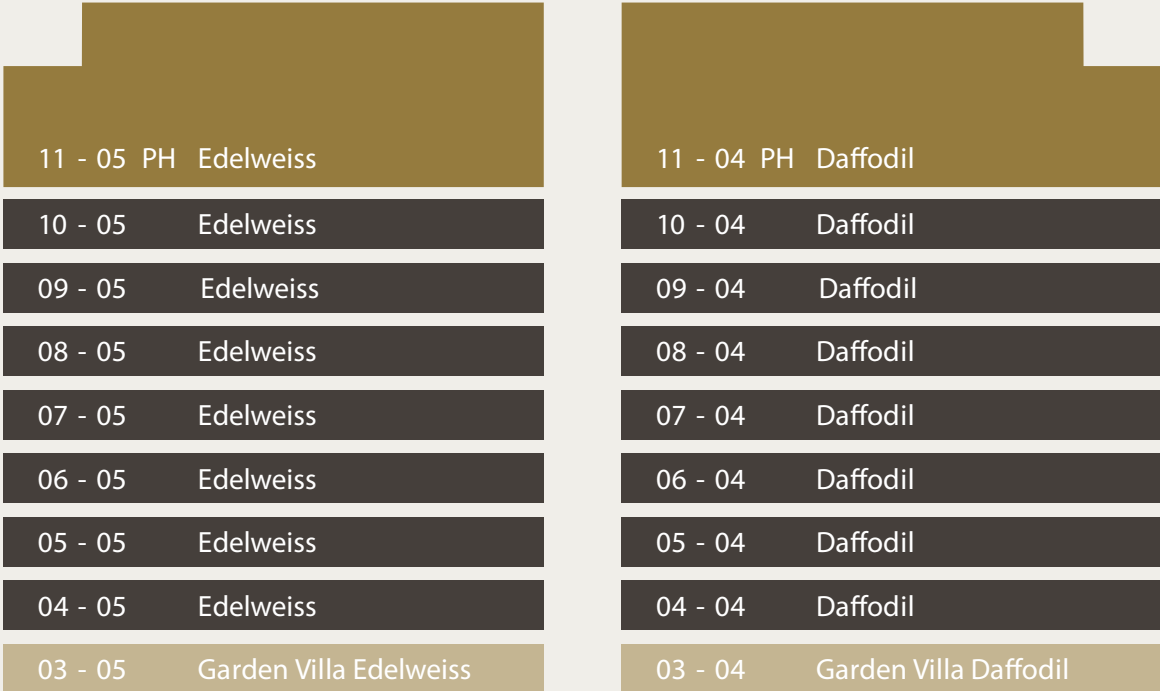 11 - 05 PH Edelweiss
10 - 05 Edelweiss
09 - 05 Edelweiss
08 - 05 Edelweiss
07 - 05 Edelweiss
06 - 05 Edelweiss
05 - 05 Edelweiss
04 - 05 Edelweiss
03 - 05 Garden Villa Edelweiss
11 - 04 PH Daffodil
10 - 04 Daffodil
09 - 04 Daffodil
08 - 04 Daffodil
07 - 04 Daffodil
06 - 04 Daffodil
05 - 04 Daffodil
04 - 04 Daffodil
03 - 04 Garden Villa Daffodil